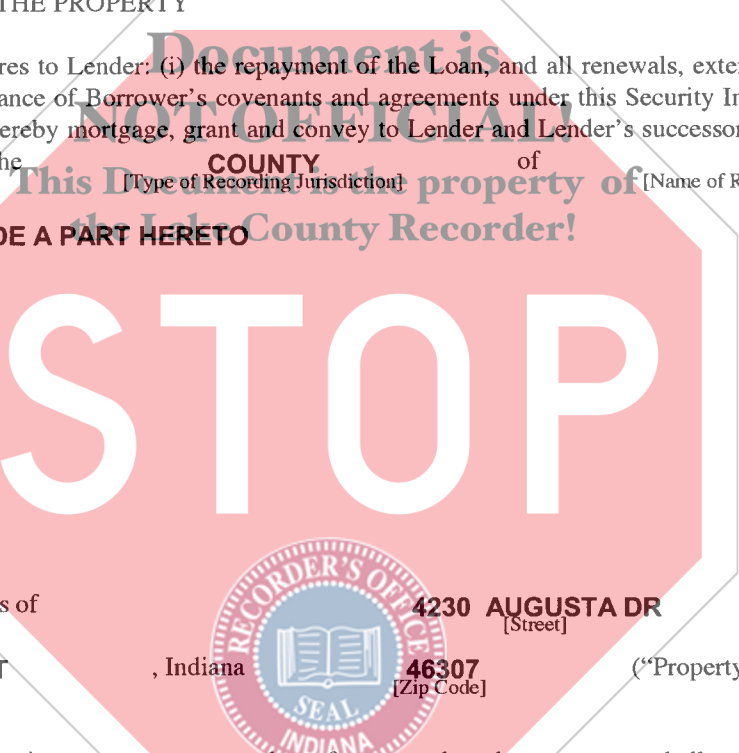 THE PROPERTY
Document is
res to Lender: (i) the repayment of the Loan, and all renewals, exte
ance of Borrower's covenants and agreements under this Security In
NOT OFFICIAL!
ereby mortgage, grant and convey to Lender and Lender's successor
he COUNTY of
This Document is the property of
[Type of Recording Jurisdiction] [Name of R
the Lake County Recorder!
DE A PART HERETO
STOP
s of 4230 AUGUSTA DR
[Street]
T , Indiana 46307 ("Property
[Zip Code]
RECORDER'S OFFICE
SEAL
INDIANA